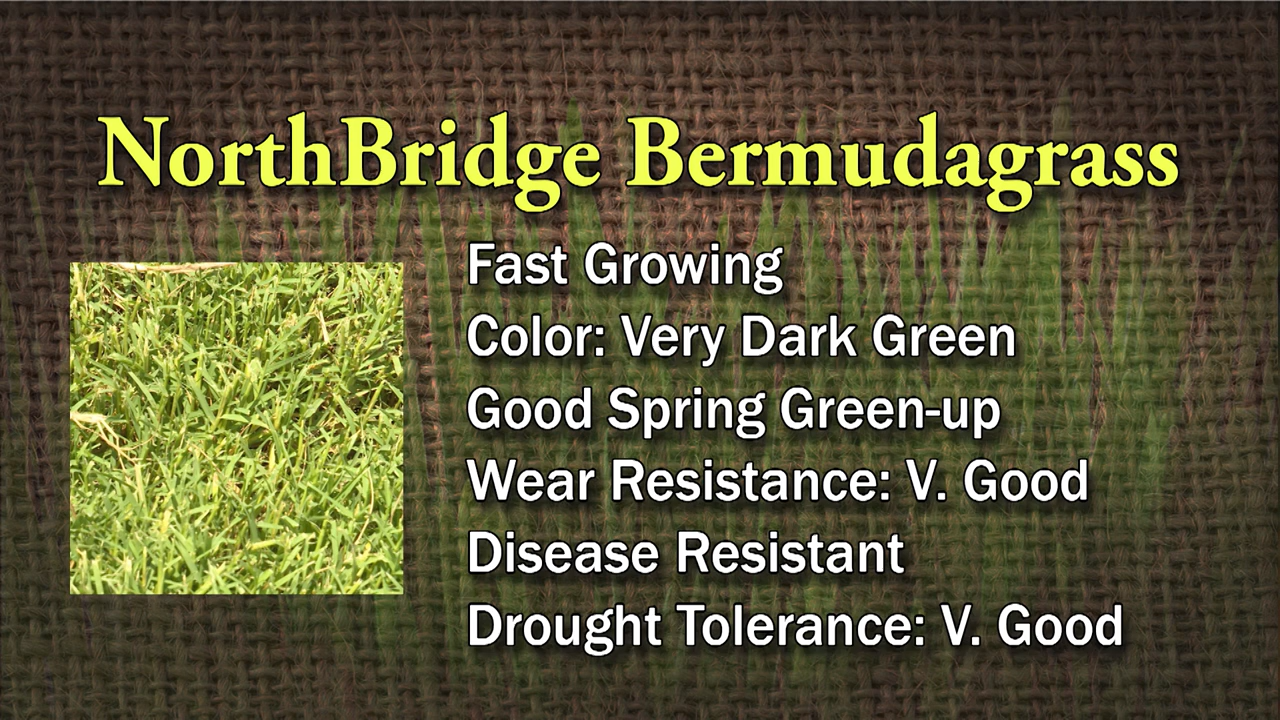 NorthBridge Bermudagrass
Fast Growing
Color: Very Dark Green
Good Spring Green-up
Wear Resistance: V. Good
Disease Resistant
Drought Tolerance: V. Good